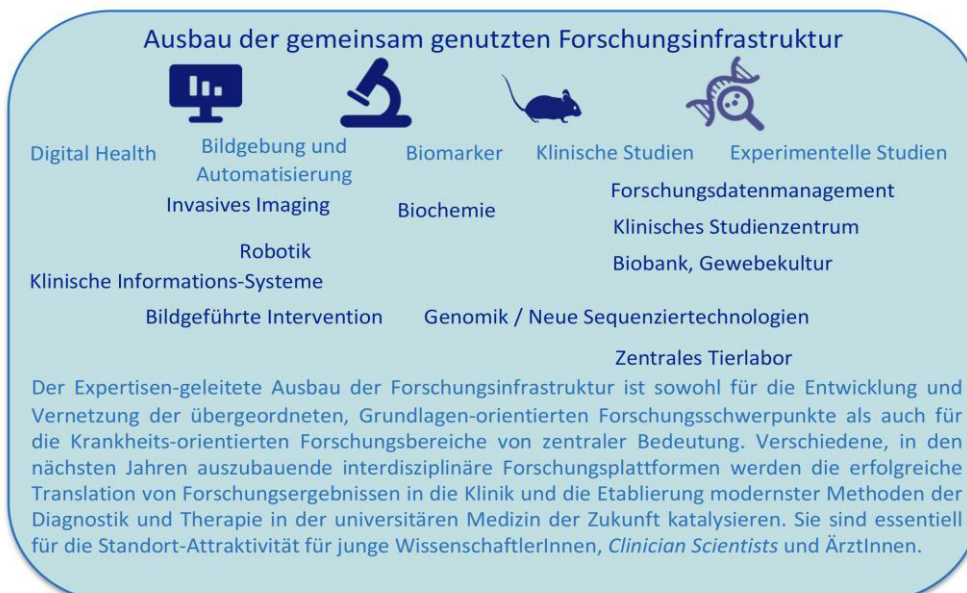 Ausbau der gemeinsam genutzten Forschungsinfrastruktur
Digital Health
Bildgebung und
Automatisierung
Biomarker
Klinische Studien
Experimentelle Studien
Invasives Imaging
Biochemie
Forschungsdatenmanagement
Klinisches Studienzentrum
Robotik
Biobank, Gewebekultur
Klinische Informations-Systeme
Bildgeführte Intervention
Genomik / Neue Sequenziertechnologien
Zentrales Tierlabor
Der Expertisen-geleitete Ausbau der Forschungsinfrastruktur ist sowohl für die Entwicklung und
Vernetzung der übergeordneten, Grundlagen-orientierten Forschungsschwerpunkte als auch für
die Krankheits-orientierten Forschungsbereiche von zentraler Bedeutung. Verschiedene, in den
nächsten Jahren auszubauende interdisziplinäre Forschungsplattformen werden die erfolgreiche
Translation von Forschungsergebnissen in die Klinik und die Etablierung modernster Methoden der
Diagnostik und Therapie in der universitären Medizin der Zukunft katalysieren. Sie sind essentiell
für die Standort-Attraktivität für junge WissenschaftlerInnen, Clinician Scientists und ÄrztInnen.